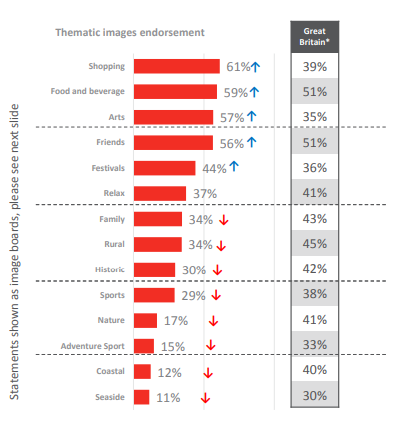 Thematic images endorsement
Great
Britain*
Shopping 61% 39%
Food and beverage 59% 51%
Arts 57% 35%
Friends 56% 51%
Festivals 44% 36%
Relax 37% 41%
Family 34% 43%
Rural 34% 45%
Historic 30% 42%
Sports 29% 38%
Nature 17% 41%
Adventure Sport 15% 33%
Coastal 12% 40%
Seaside 11% 30%
Statements shown as image boards, please see next slide